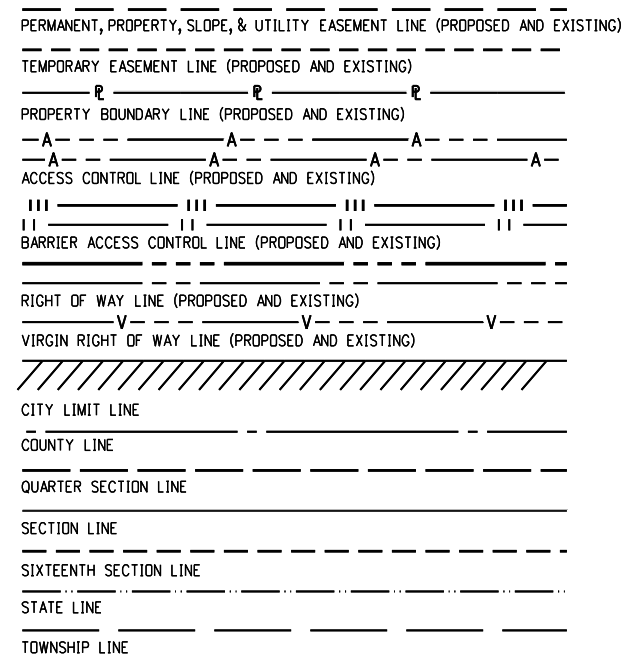 PERMANENT, PROPERTY, SLOPE, & UTILITY EASEMENT LINE (PROPOSED AND EXISTING)
TEMPORARY EASEMENT LINE (PROPOSED AND EXISTING)
℄ ℄ ℄
PROPERTY BOUNDARY LINE (PROPOSED AND EXISTING)
A A A
A A A A
ACCESS CONTROL LINE (PROPOSED AND EXISTING)
BARRIER ACCESS CONTROL LINE (PROPOSED AND EXISTING)
RIGHT OF WAY LINE (PROPOSED AND EXISTING)
V V V
VIRGIN RIGHT OF WAY LINE (PROPOSED AND EXISTING)
CITY LIMIT LINE
COUNTY LINE
QUARTER SECTION LINE
SECTION LINE
SIXTEENTH SECTION LINE
STATE LINE
TOWNSHIP LINE